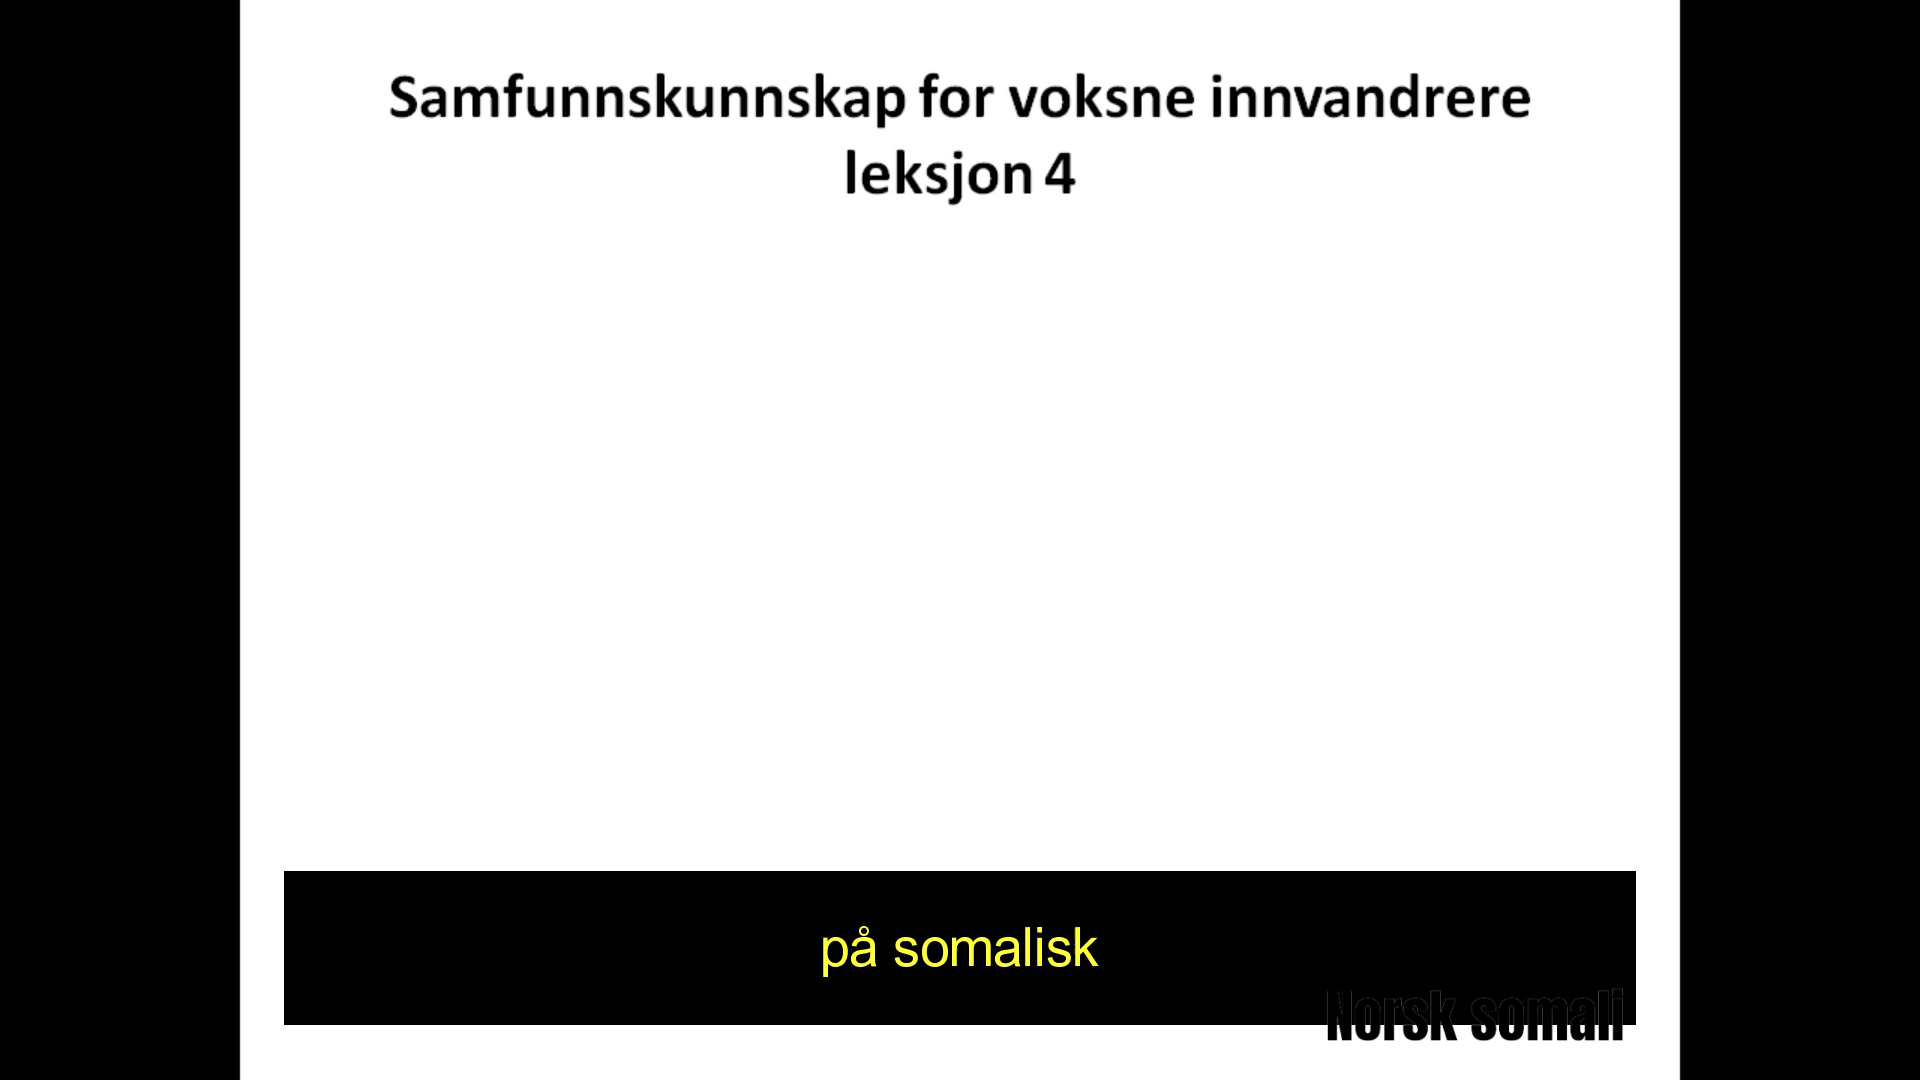 Samfunnskunnskap for voksne innvandrere
leksjon 4
på somalisk
Norsk somali